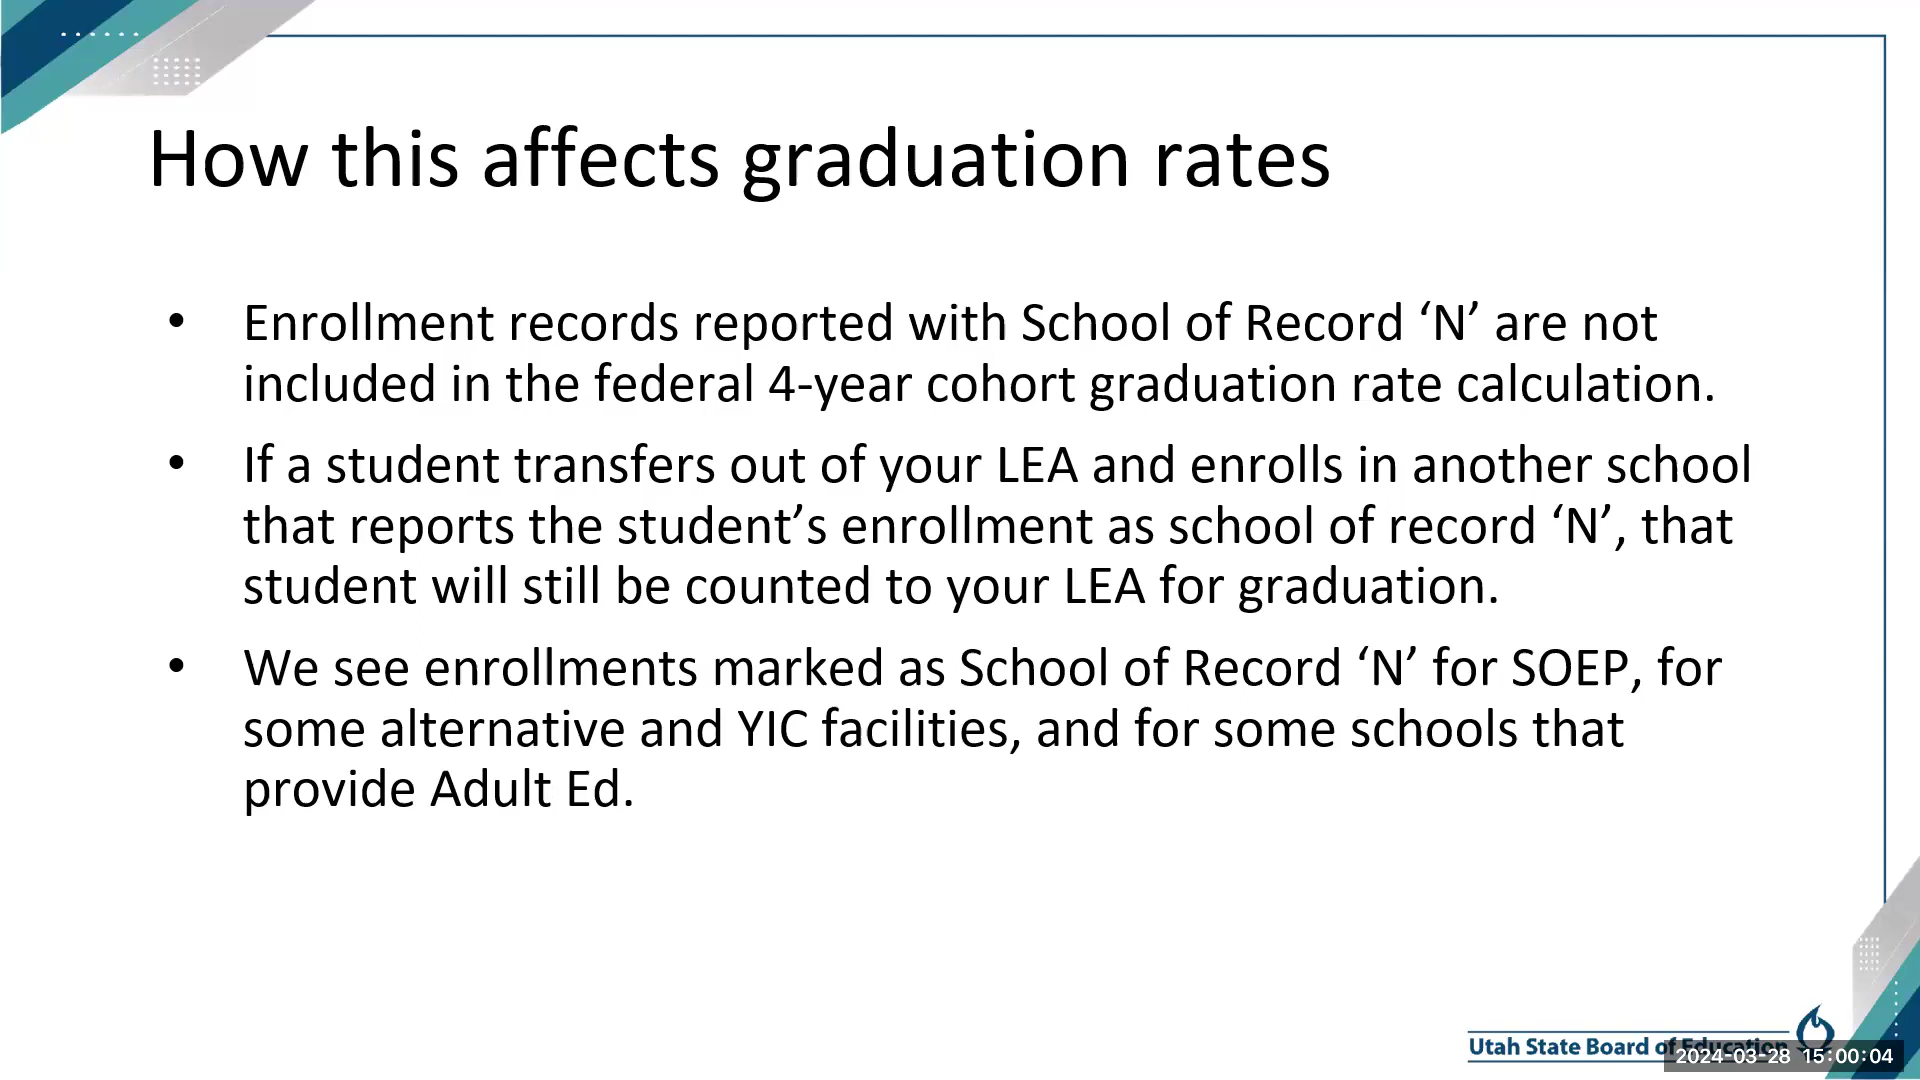 How this affects graduation rates
• Enrollment records reported with School of Record ‘N’ are not
included in the federal 4-year cohort graduation rate calculation.
• If a student transfers out of your LEA and enrolls in another school
that reports the student’s enrollment as school of record ‘N’, that
student will still be counted to your LEA for graduation.
• We see enrollments marked as School of Record ‘N’ for SOEP, for
some alternative and YIC facilities, and for some schools that
provide Adult Ed.
Utah State Board of Education
2024-03-28 15:00:04